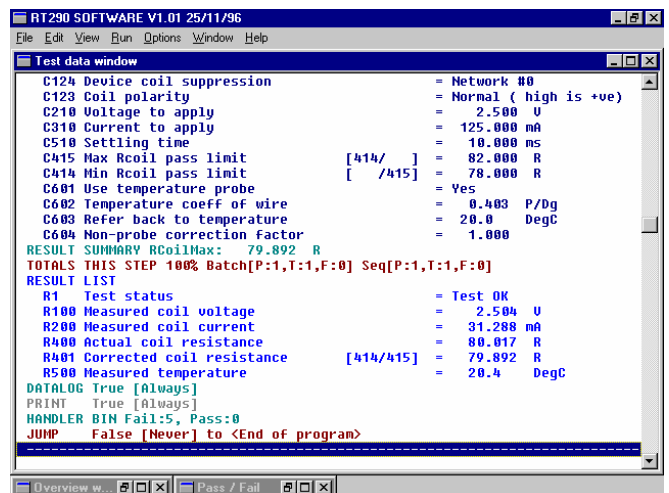 RT290 SOFTWARE V1.01 25/11/96
File Edit View Run Options Window Help
Test data window
C124 Device coil suppression = Network #0
C123 Coil polarity = Normal ( high is +ve)
C210 Voltage to apply = 2.500 V
C310 Current to apply = 125.000 mA
C510 Settling time = 10.000 ms
C415 Max Rcoil pass limit [414/ ] = 82.000 R
C414 Min Rcoil pass limit [ /415] = 78.000 R
C601 Use temperature probe = Yes
C602 Temperature coeff of wire = 0.403 P/Dg
C603 Refer back to temperature = 20.0 DegC
C604 Non-probe correction factor = 1.000
RESULT SUMMARY RCoilMax: 79.892 R
TOTALS THIS STEP 100% Batch[P:1,T:1,F:0] Seq[P:1,T:1,F:0]
RESULT LIST
R1 Test status = Test OK
R100 Measured coil voltage = 2.504 V
R200 Measured coil current = 31.288 mA
R400 Actual coil resistance = 80.017 R
R401 Corrected coil resistance [414/415] = 79.892 R
R500 Measured temperature = 20.4 DegC
DATALOG True [Always]
PRINT True [Always]
HANDLER BIN Fail:5, Pass:0
JUMP False [Never] to <End of program>
Overview w... Pass / Fail